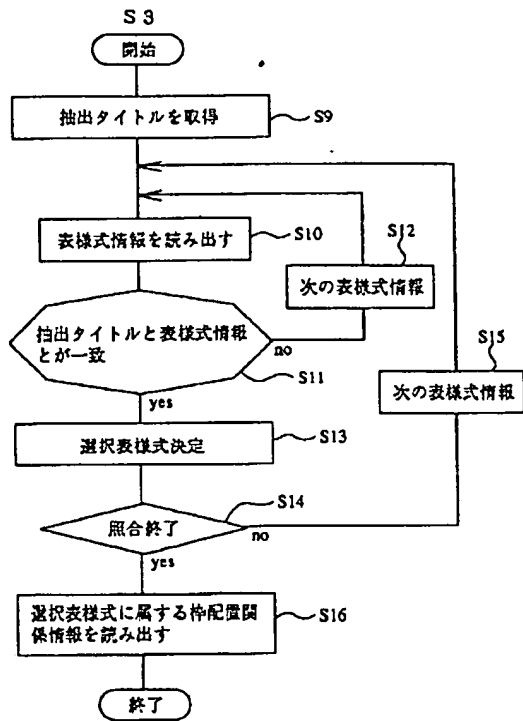 S3
開始
抽出タイトルを取得
S9
表様式情報を読み出す
S10
S12
次の表様式情報
抽出タイトルと表様式情報
とが一致
no
S11
S15
次の表様式情報
yes
選択表様式決定
S13
照合終了
S14
no
yes
選択表様式に属する枠配置関
係情報を読み出す
S16
終了